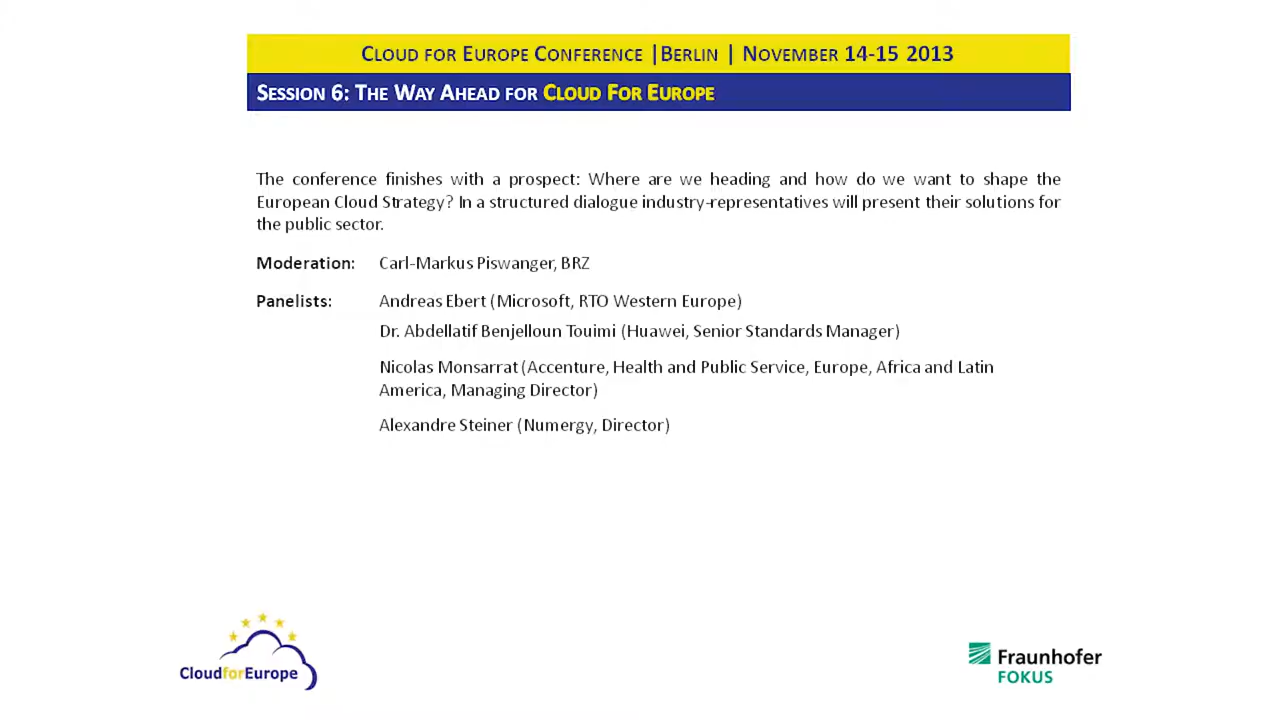 CLOUD FOR EUROPE CONFERENCE |BERLIN | NOVEMBER 14-15 2013
SESSION 6: THE WAY AHEAD FOR CLOUD FOR EUROPE
The conference finishes with a prospect: Where are we heading and how do we want to shape the
European Cloud Strategy? In a structured dialogue industry-representatives will present their solutions for
the public sector.
Moderation: Carl-Markus Piswanger, BRZ
Panelists: Andreas Ebert (Microsoft, RTO Western Europe)
Dr. Abdellatif Benjelloun Touimi (Huawei, Senior Standards Manager)
Nicolas Monsarrat (Accenture, Health and Public Service, Europe, Africa and Latin
America, Managing Director)
Alexandre Steiner (Numergy, Director)
CloudforEurope
Fraunhofer
FOKUS